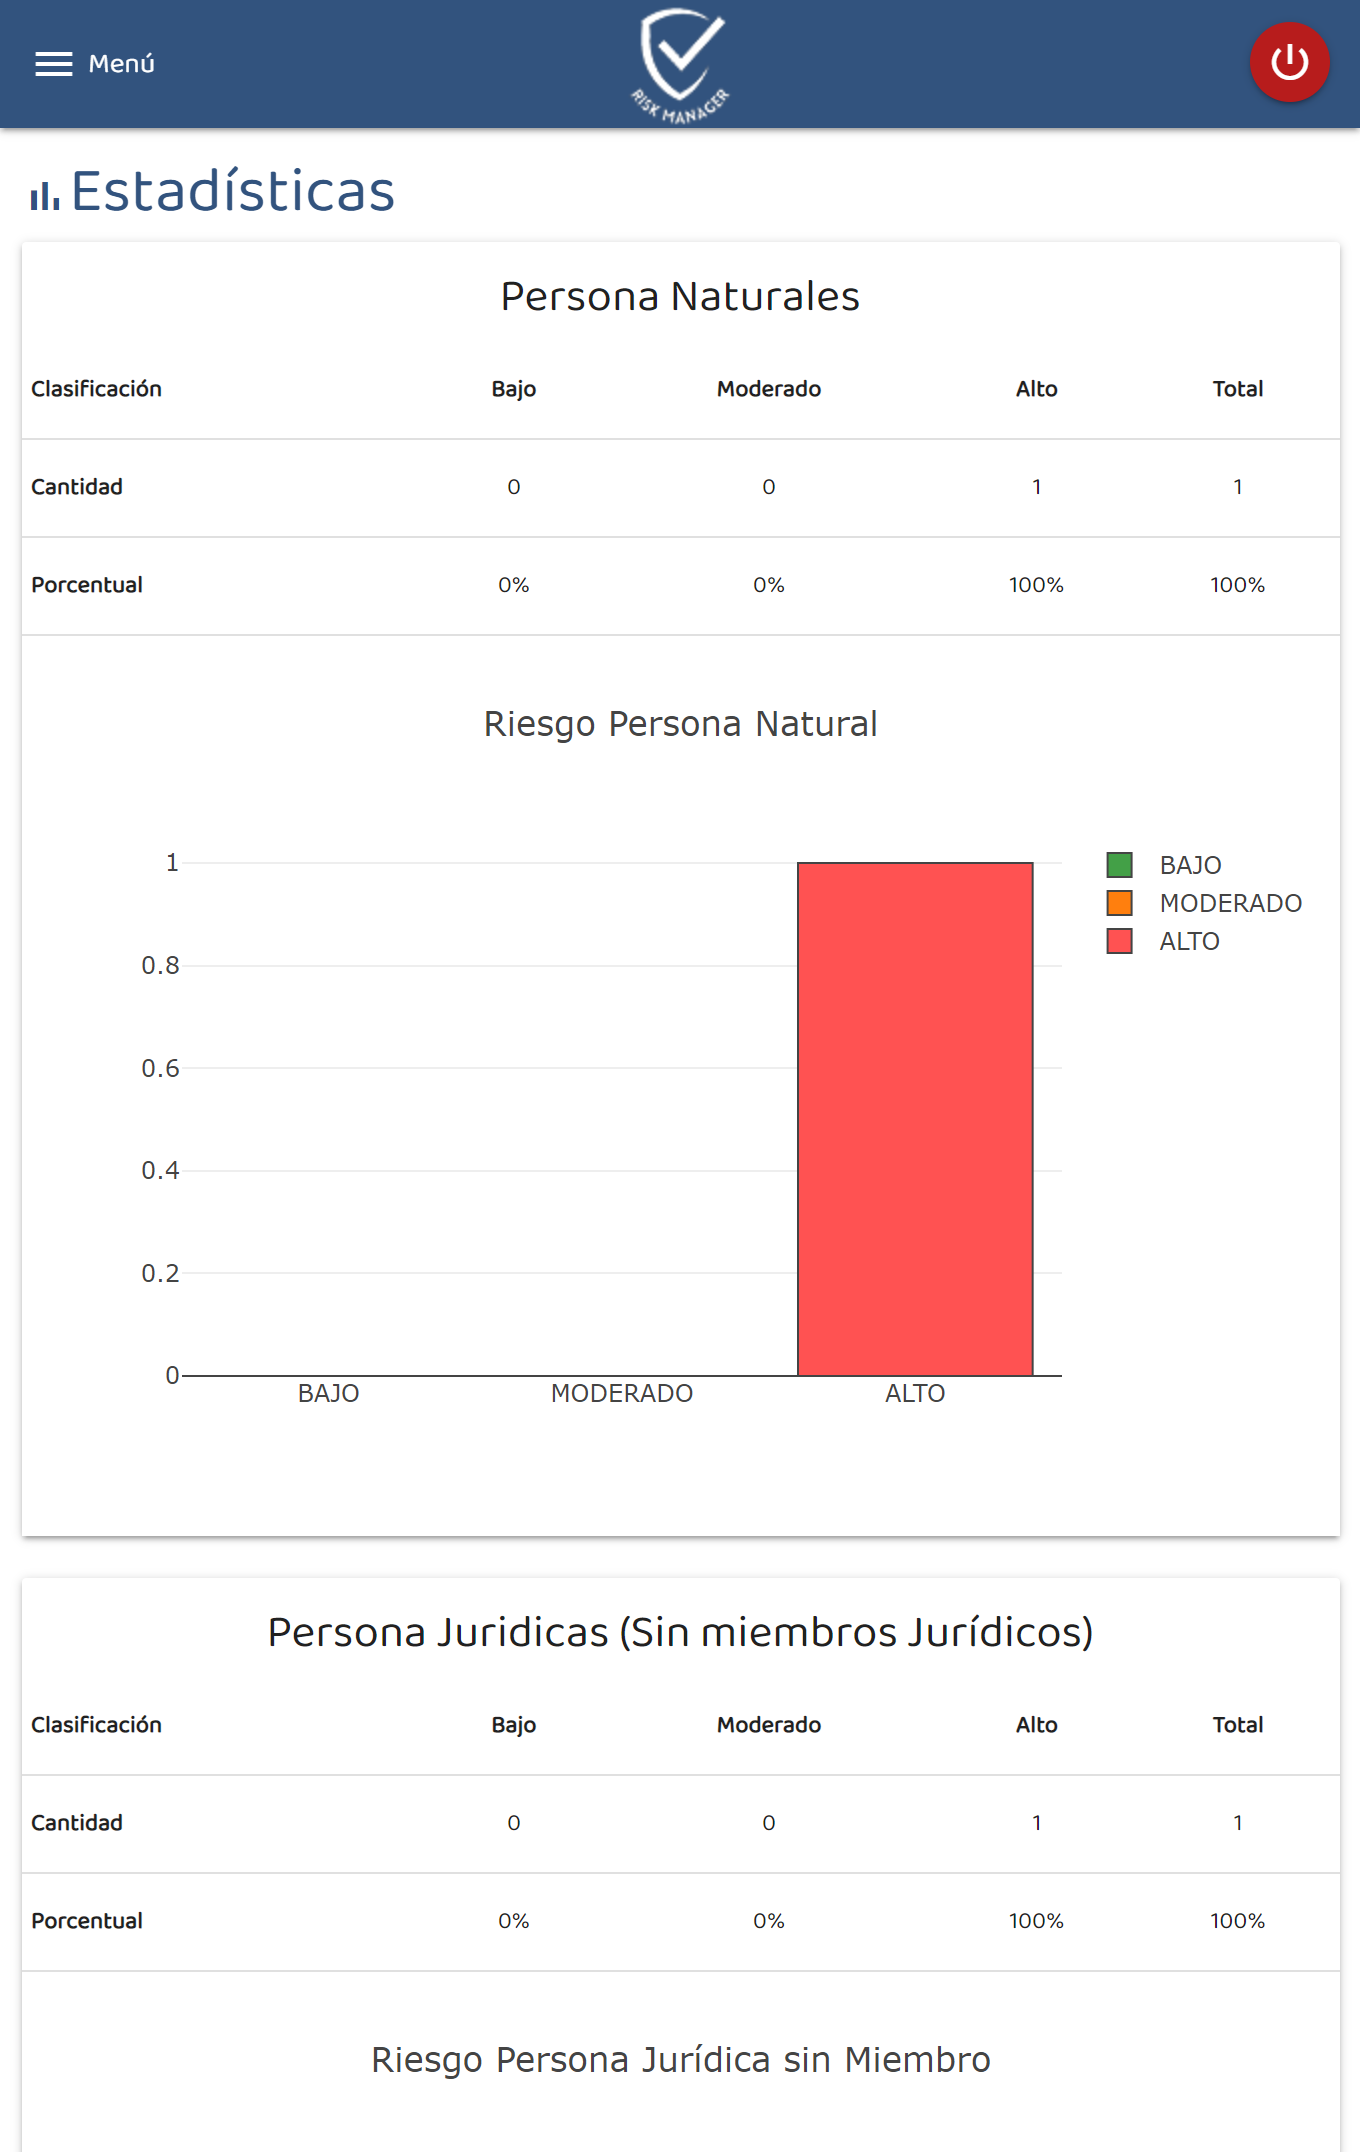 Menú
RISK MANAGER
Estadísticas
Persona Naturales
Clasificación Bajo Moderado Alto Total
Cantidad 0 0 1 1
Porcentual 0% 0% 100% 100%
Riesgo Persona Natural
1
0.8
0.6
0.4
0.2
0
BAJO MODERADO ALTO
BAJO
MODERADO
ALTO
Persona Juridicas (Sin miembros Jurídicos)
Clasificación Bajo Moderado Alto Total
Cantidad 0 0 1 1
Porcentual 0% 0% 100% 100%
Riesgo Persona Jurídica sin Miembro